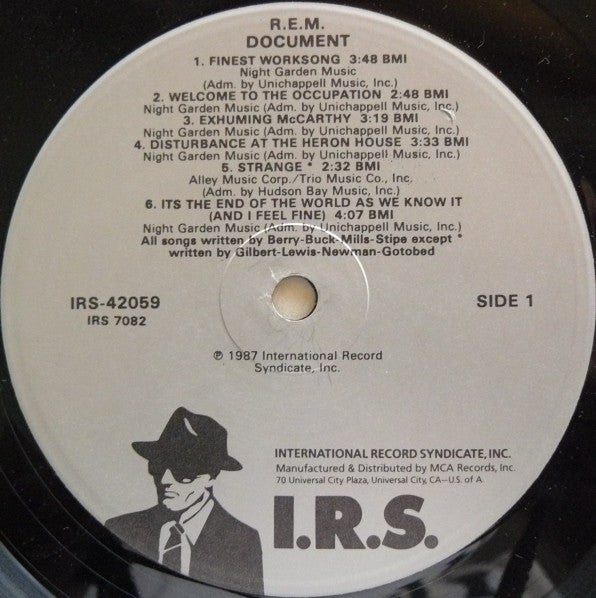 R.E.M.
DOCUMENT
1. FINEST WORKSONG 3:48 BMI
Night Garden Music
(Adm. by Unichappell Music, Inc.)
2. WELCOME TO THE OCCUPATION 2:48 BMI
Night Garden Music (Adm. by Unichappell Music, Inc.)
3. EXHUMING McCARTHY 3:19 BMI
Night Garden Music (Adm. by Unichappell Music, Inc.)
4. DISTURBANCE AT THE HERON HOUSE 3:33 BMI
Night Garden Music (Adm. by Unichappell Music, Inc.)
5. STRANGE * 2:32 BMI
Alley Music Corp./Trio Music Co., Inc.
(Adm. by Hudson Bay Music, Inc.)
6. ITS THE END OF THE WORLD AS WE KNOW IT
(AND I FEEL FINE) 4:07 BMI
Night Garden Music (Adm. by Unichappell Music, Inc.)
All songs written by Berry-Buck-Mills-Stipe except *
written by Gilbert-Lewis-Newman-Gotobed
IRS-42059
IRS 7082
SIDE 1
℗ 1987 International Record
Syndicate, Inc.
INTERNATIONAL RECORD SYNDICATE, INC.
Manufactured & Distributed by MCA Records, Inc.
70 Universal City Plaza, Universal City, CA—U.S. of A.
I.R.S.